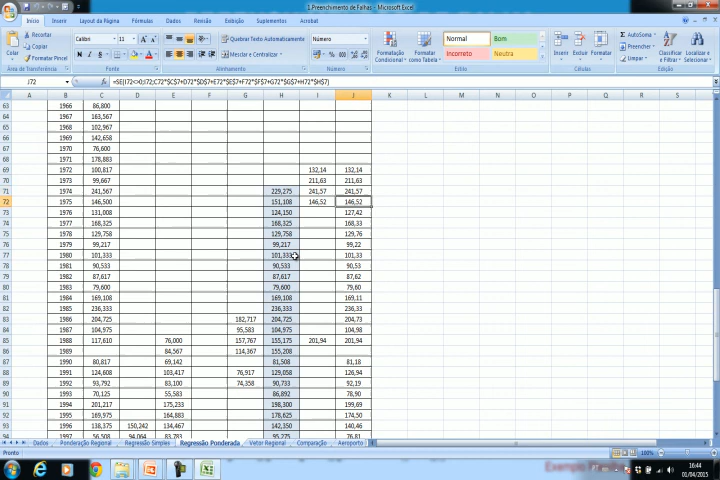 1.Preenchimento de Falhas - Microsoft Excel
Início Inserir Layout da Página Fórmulas Dados Revisão Exibição Suplementos Acrobat
Colar Recortar Copiar Formatar Pincel
Calibri 11
Quebrar Texto Automaticamente
Mesclar e Centralizar
Número
Formatação Condicional Formatar como Tabela
Normal Bom
Incorreto Neutra
Inserir Excluir Formatar
AutoSoma Preencher Limpar
Classificar e Filtrar Localizar e Selecionar
Área de Transferência Fonte Alinhamento Número Estilo Células Edição
J72 =SE(I72<>0;I72;C72*$C$7+D72*$D$7+E72*$E$7+F72*$F$7+G72*$G$7+H72*$H$7)
A B C D E F G H I J K L M N O P Q R S
63 1966 86,800
64 1967 163,567
65 1968 102,967
66 1969 142,658
67 1970 76,600
68 1971 178,883
69 1972 100,817 132,14 132,14
70 1973 99,667 211,63 211,63
71 1974 241,567 229,275 241,57 241,57
72 1975 146,500 151,108 146,52 146,52
73 1976 131,008 124,150 127,42
74 1977 168,325 168,325 168,33
75 1978 129,758 129,758 129,76
76 1979 99,217 99,217 99,22
77 1980 101,333 101,333 101,33
78 1981 90,533 90,533 90,53
79 1982 87,617 87,617 87,62
80 1983 79,600 79,600 79,60
81 1984 169,108 169,108 169,11
82 1985 236,333 236,333 236,33
83 1986 204,725 182,717 204,725 204,73
84 1987 104,975 95,583 104,975 104,98
85 1988 117,610 76,000 157,767 155,175 201,94 201,94
86 1989 84,567 114,367 155,208
87 1990 80,817 69,142 81,508 81,18
88 1991 124,608 103,417 76,917 129,058 126,94
89 1992 93,792 83,100 74,358 90,733 92,19
90 1993 70,125 55,583 86,892 78,90
91 1994 201,217 175,233 198,300 199,69
92 1995 169,975 164,883 178,625 174,50
93 1996 138,375 150,242 134,467 142,350 140,46
94 1997 56,508 94,064 83,783 95,275 76,81
Dados Ponderação Regional Regressão Simples Regressão Ponderada Vetor Regional Comparação Aeroporto
Pronto 100%
PT
16:44
01/04/2015